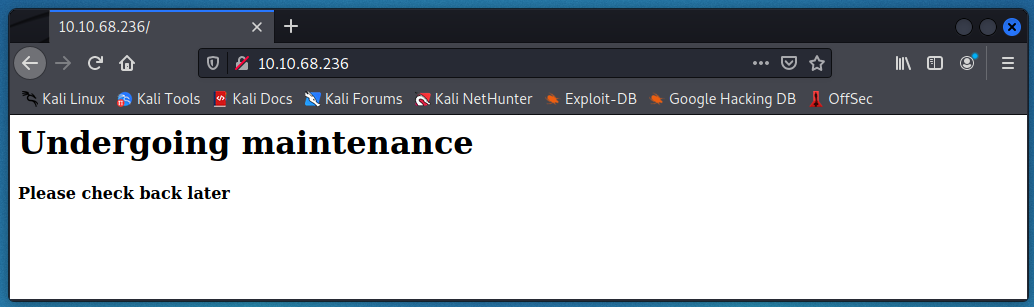 10.10.68.236/
10.10.68.236
Kali Linux Kali Tools Kali Docs Kali Forums Kali NetHunter Exploit-DB Google Hacking DB OffSec
Undergoing maintenance
Please check back later